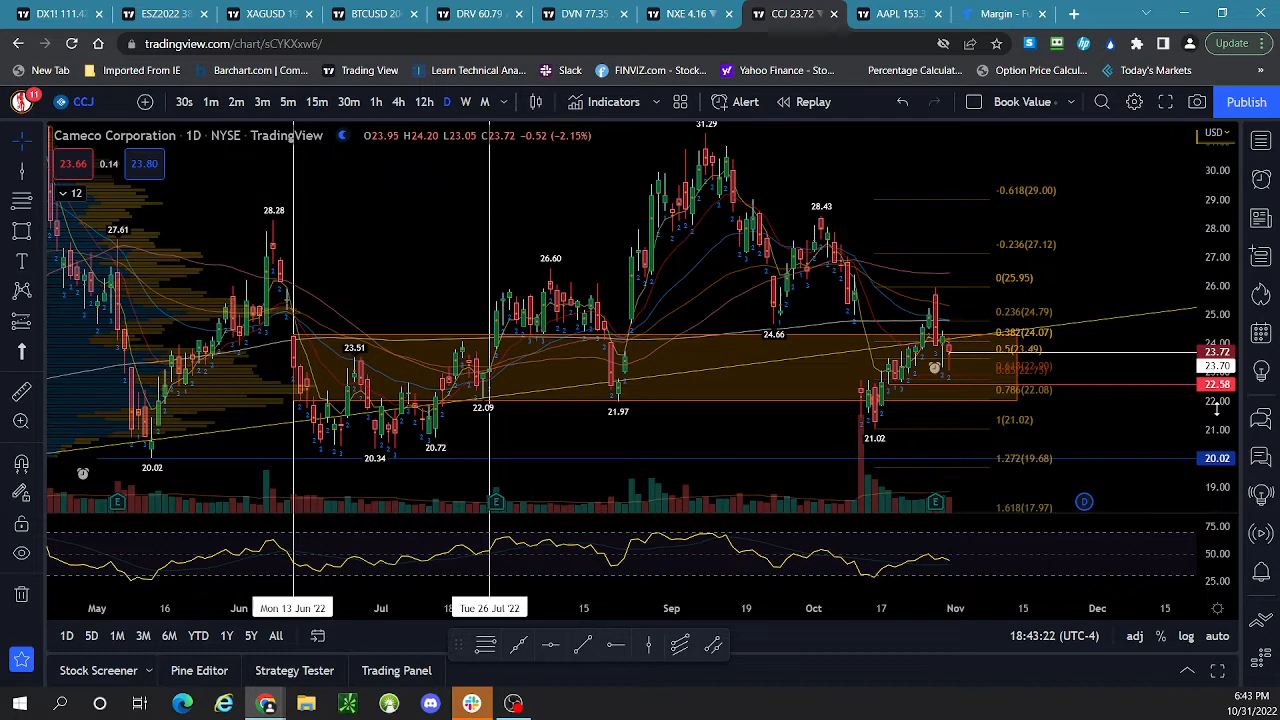 DX1! 111.42
ESZ2022 38
XAGUSD 19
BTCUSD 20
DRV 60.79
DVN 77.35
NXE 4.16
CCJ 23.72
AAPL 153.
Margin - Fu
tradingview.com/chart/sCYKXxw6/
Update
New Tab
Imported From IE
Barchart.com | Com...
Trading View
Learn Technical Ana...
Slack
FINVIZ.com - Stock...
Yahoo Finance - Sto...
Percentage Calculat...
Option Profit Calcul...
Today's Markets
»
11
CCJ
30s 1m 2m 3m 5m 15m 30m 1h 4h 12h D W M
Indicators
Alert
Replay
Book Value
Publish
Cameco Corporation · 1D · NYSE · TradingView
O23.95 H24.20 L23.05 C23.72 -0.52 (-2.15%)
USD
23.66 0.14 23.80
12
31.29
30.00
-0.618(29.00)
29.00
28.28
28.43
28.00
27.61
-0.236(27.12)
27.00
26.60
0(25.95)
26.00
0.236(24.79)
25.00
24.66
0.382(24.07)
24.00
23.51
0.5(23.49)
23.72
23.70
22.58
0.786(22.08)
22.00
22.09
21.97
1(21.02)
21.00
20.72
21.02
20.34
20.02
20.02
1.272(19.68)
19.00
1.618(17.97)
E
E
E
D
75.00
50.00
25.00
May 16 Jun Mon 13 Jun '22 Jul 18 Tue 26 Jul '22 15 Sep 19 Oct 17 Nov 15 Dec 15
1D 5D 1M 3M 6M YTD 1Y 5Y All
18:43:22 (UTC-4)
adj % log auto
Stock Screener
Pine Editor
Strategy Tester
Trading Panel
6:43 PM
10/31/2022